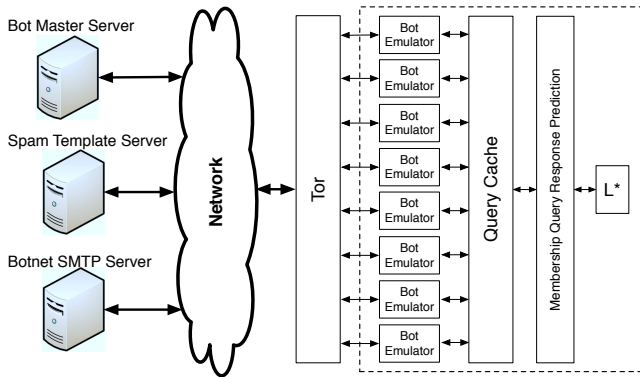 Bot Master Server
Spam Template Server
Botnet SMTP Server
Network
Tor
Bot
Emulator
Bot
Emulator
Bot
Emulator
Bot
Emulator
Bot
Emulator
Bot
Emulator
Bot
Emulator
Bot
Emulator
Query Cache
Membership Query Response Prediction
L*